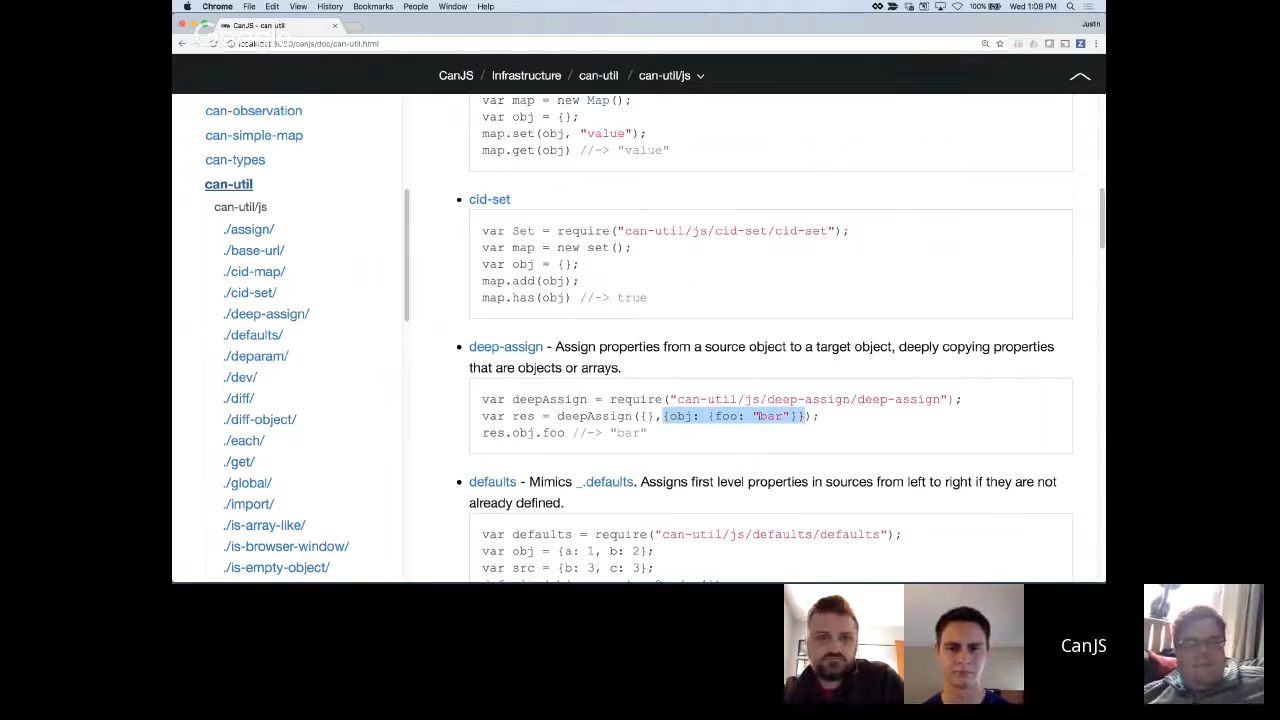 Chrome File Edit View History Bookmarks People Window Help 100% Wed 1:08 PM
CanJS - can-util Justin
localhost:8080/canjs/doc/can-util.html
CanJS / Infrastructure / can-util / can-util/js
can-observation
can-simple-map
can-types
can-util
can-util/js
./assign/
./base-url/
./cid-map/
./cid-set/
./deep-assign/
./defaults/
./deparam/
./dev/
./diff/
./diff-object/
./each/
./get/
./global/
./import/
./is-array-like/
./is-browser-window/
./is-empty-object/
var map = new Map();
var obj = {};
map.set(obj, "value");
map.get(obj) //-> "value"
• cid-set
var Set = require("can-util/js/cid-set/cid-set");
var map = new set();
var obj = {};
map.add(obj);
map.has(obj) //-> true
• deep-assign - Assign properties from a source object to a target object, deeply copying properties
that are objects or arrays.
var deepAssign = require("can-util/js/deep-assign/deep-assign");
var res = deepAssign({},{obj: {foo: "bar"}});
res.obj.foo //-> "bar"
• defaults - Mimics _.defaults. Assigns first level properties in sources from left to right if they are not
already defined.
var defaults = require("can-util/js/defaults/defaults");
var obj = {a: 1, b: 2};
var src = {b: 3, c: 3};
CanJS